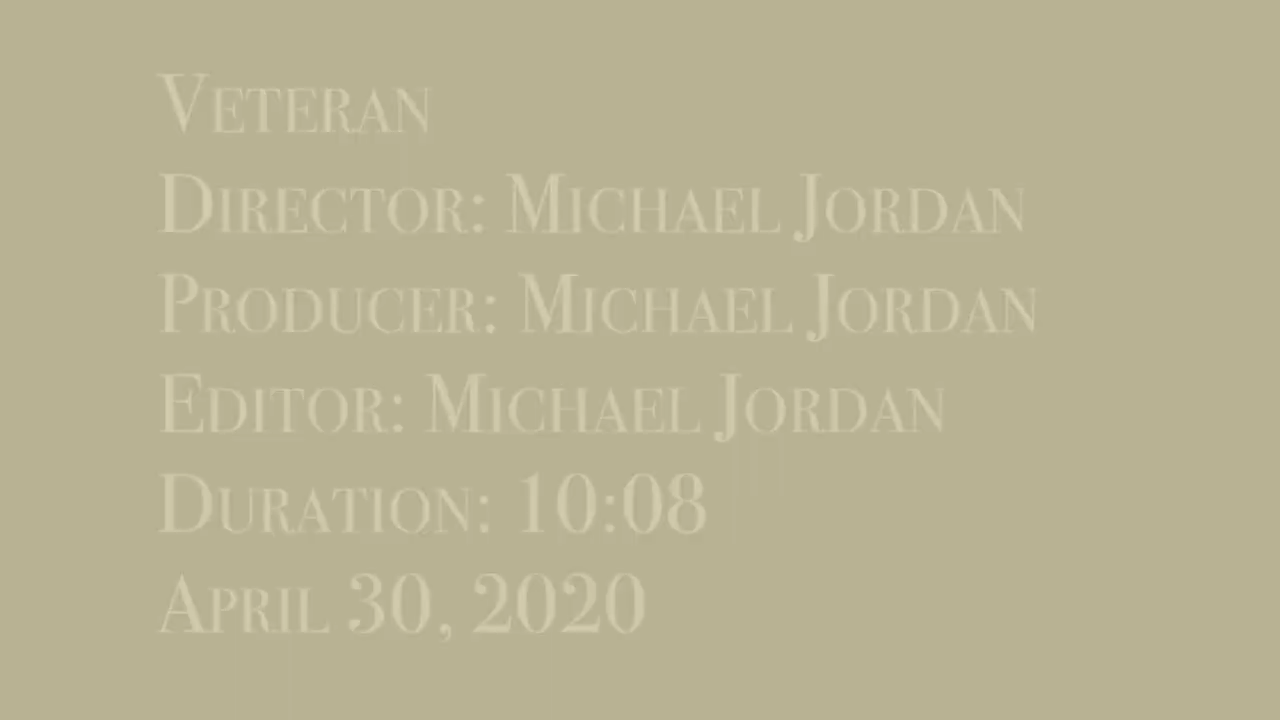 Veteran
Director: Michael Jordan
Producer: Michael Jordan
Editor: Michael Jordan
Duration: 10:08
April 30, 2020